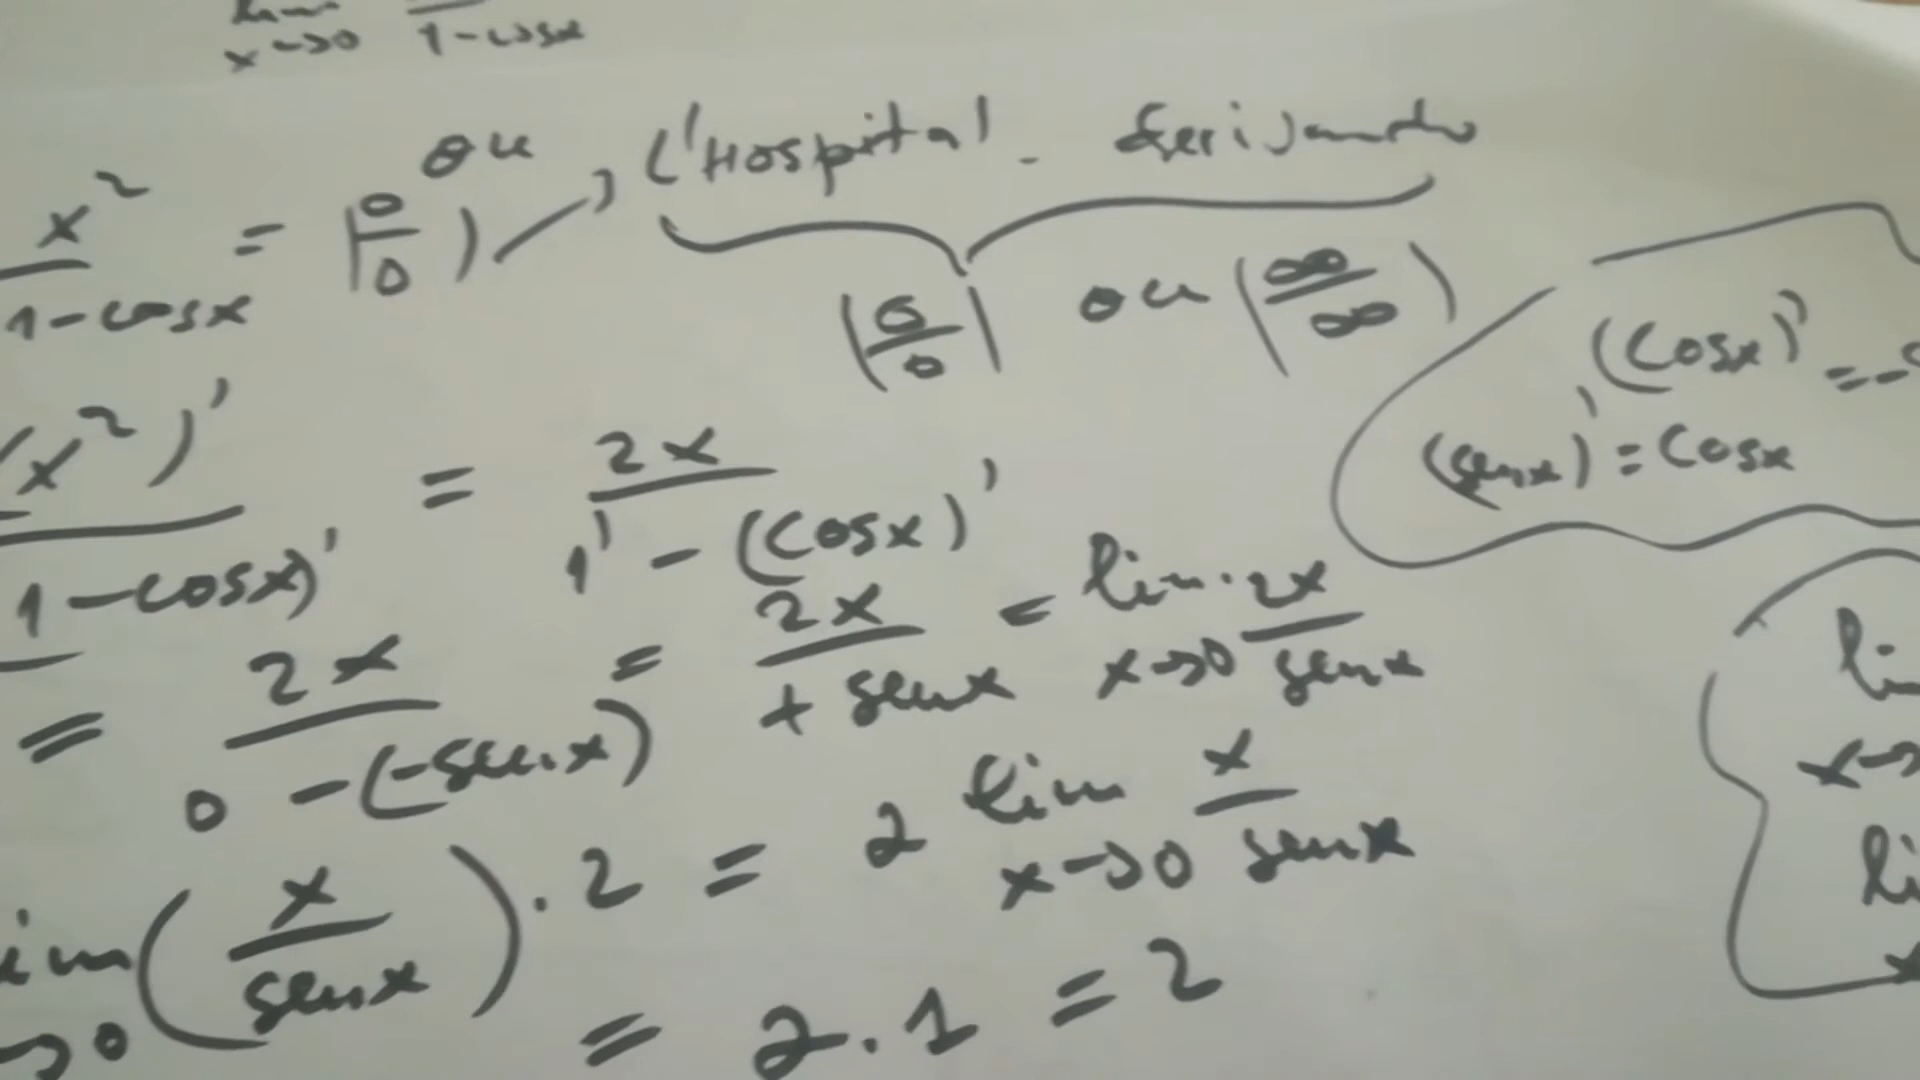 x→0 1-cosx
x² / 1-cosx = (0/0) ou, L'Hospital - Derivando
(0/0) ou (∞/∞)
(cosx)' = -
(senx)' = cosx
(x²)' / 1-cosx)' = 2x / 1' - (cosx)'
= 2x / 0 - (-senx) = 2x / + senx = lim 2x / senx x→0
lim (x / senx) . 2 = 2 lim x / senx x→0
→0
= 2.1 = 2